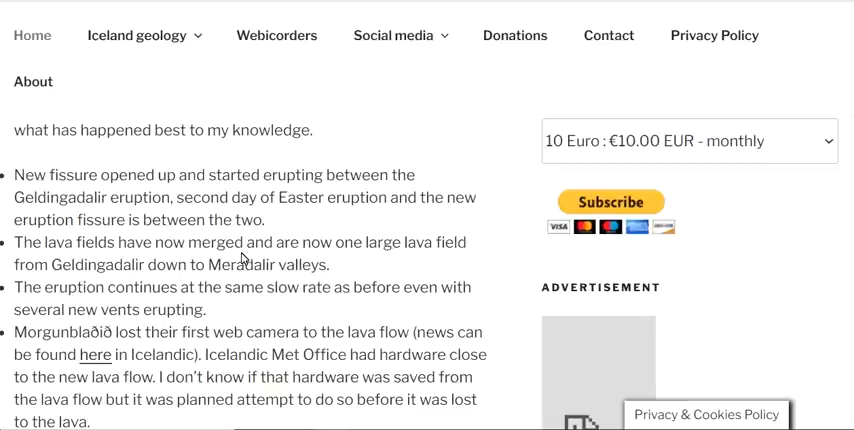 Home Iceland geology Webicorders Social media Donations Contact Privacy Policy
About
what has happened best to my knowledge.
New fissure opened up and started erupting between the
Geldingadalir eruption, second day of Easter eruption and the new
eruption fissure is between the two.
The lava fields have now merged and are now one large lava field
from Geldingadalir down to Meradalir valleys.
The eruption continues at the same slow rate as before even with
several new vents erupting.
Morgunblaðið lost their first web camera to the lava flow (news can
be found here in Icelandic). Icelandic Met Office had hardware close
to the new lava flow. I don't know if that hardware was saved from
the lava flow but it was planned attempt to do so before it was lost
to the lava.
10 Euro : €10.00 EUR - monthly
Subscribe
VISA
ADVERTISEMENT
Privacy & Cookies Policy